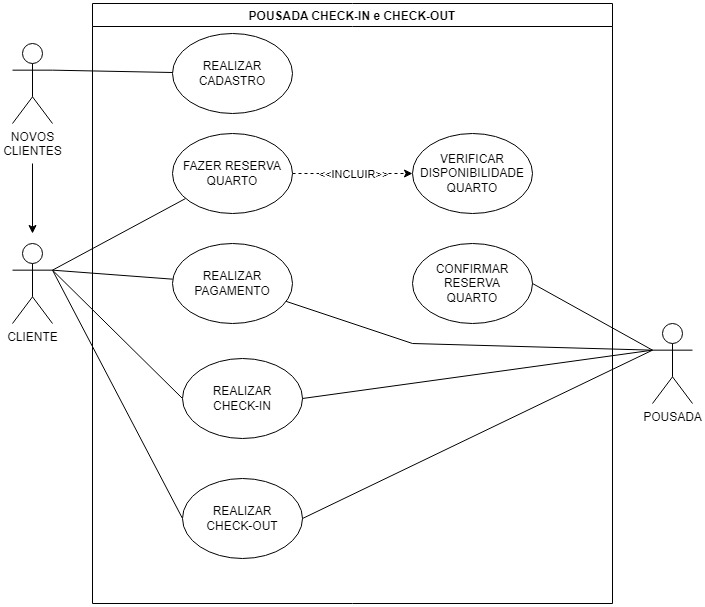 POUSADA CHECK-IN e CHECK-OUT
REALIZAR
CADASTRO
NOVOS
CLIENTES
FAZER RESERVA
QUARTO
<<INCLUIR>>
VERIFICAR
DISPONIBILIDADE
QUARTO
CLIENTE
REALIZAR
PAGAMENTO
CONFIRMAR
RESERVA
QUARTO
POUSADA
REALIZAR
CHECK-IN
REALIZAR
CHECK-OUT